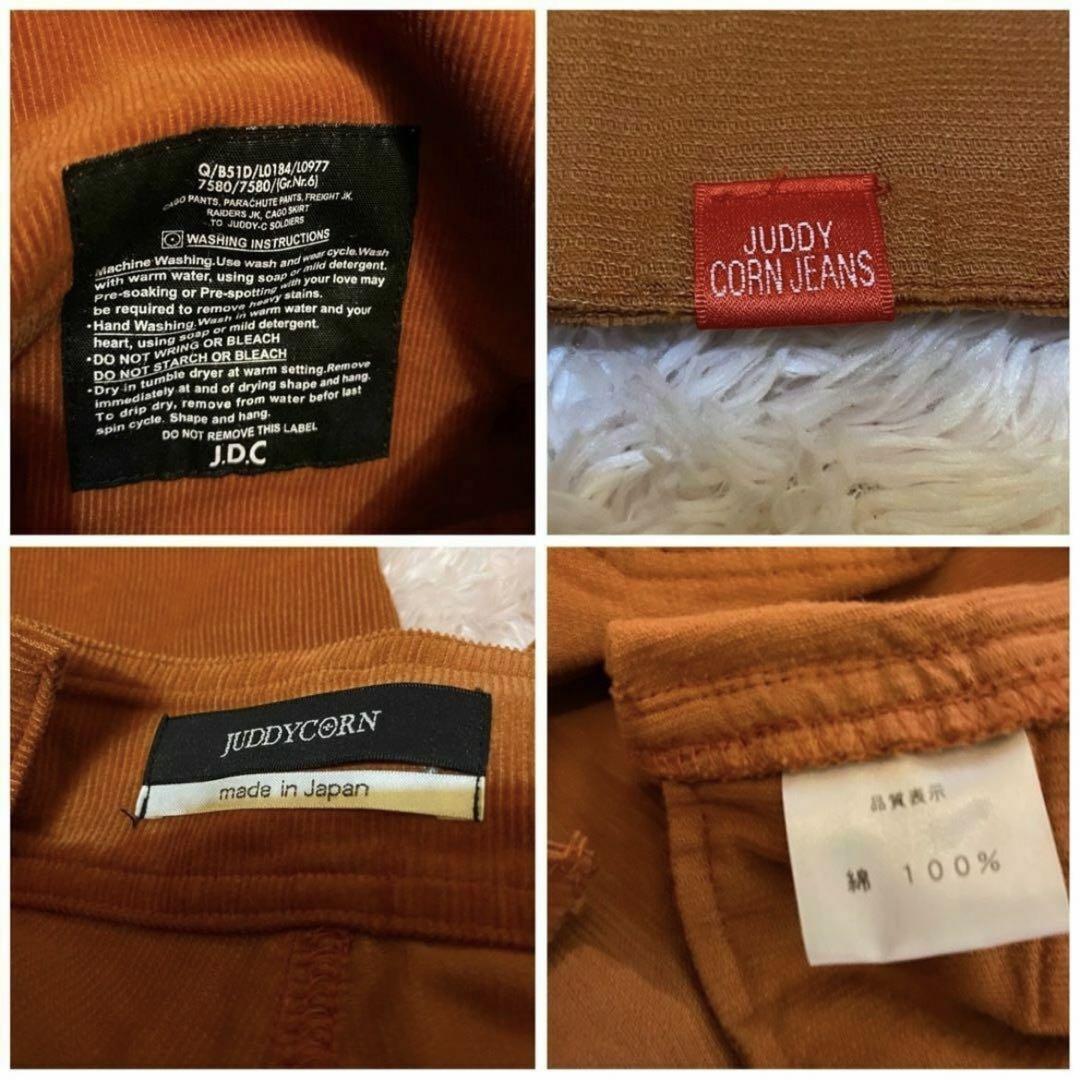 Q/B51D/L0184/L0977
7580/7580/(Gr.Nr.6)
CAGO PANTS, PARACHUTE PANTS, FREIGHT JK,
RAIDERS JK, CAGO SKIRT
TO JUDDY-C SOLDIERS
WASHING INSTRUCTIONS
Machine Washing.Use wash and wear cycle.Wash
with warm water, using soap or mild detergent.
Pre-soaking or Pre-spotting with your love may
be required to remove heavy stains.
•Hand Washing.Wash in warm water and your
heart, using soap or mild detergent.
•DO NOT WRING OR BLEACH
DO NOT STARCH OR BLEACH
•Dry in tumble dryer at warm setting.Remove
immediately at and of drying shape and hang.
To drip dry, remove from water befor last
spin cycle. Shape and hang.
DO NOT REMOVE THIS LABEL
J.D.C
JUDDY
CORN JEANS
JUDDYCORN
made in Japan
品質表示
綿 100%